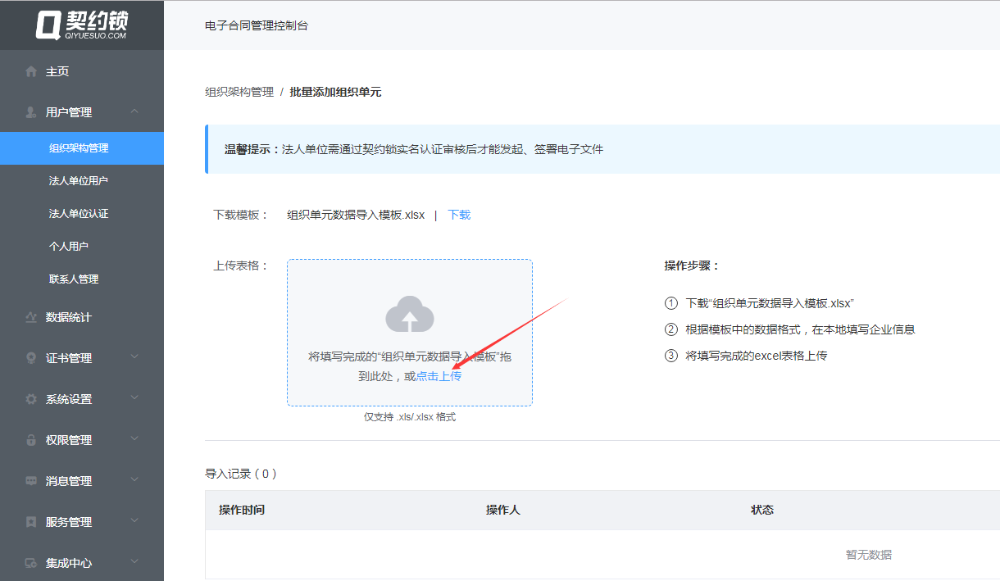 契约锁
QIYUESUO.COM
电子合同管理控制台
主页
用户管理
组织架构管理
法人单位用户
法人单位认证
个人用户
联系人管理
数据统计
证书管理
系统设置
权限管理
消息管理
服务管理
集成中心
组织架构管理 / 批量添加组织单元
温馨提示：法人单位需通过契约锁实名认证审核后才能发起、签署电子文件
下载模板： 组织单元数据导入模板.xlsx | 下载
上传表格：
将填写完成的“组织单元数据导入模板”拖
到此处，或点击上传
仅支持 .xls/.xlsx 格式
操作步骤：
① 下载“组织单元数据导入模板.xlsx”
② 根据模板中的数据格式，在本地填写企业信息
③ 将填写完成的excel表格上传
导入记录（0）
操作时间 操作人 状态
暂无数据